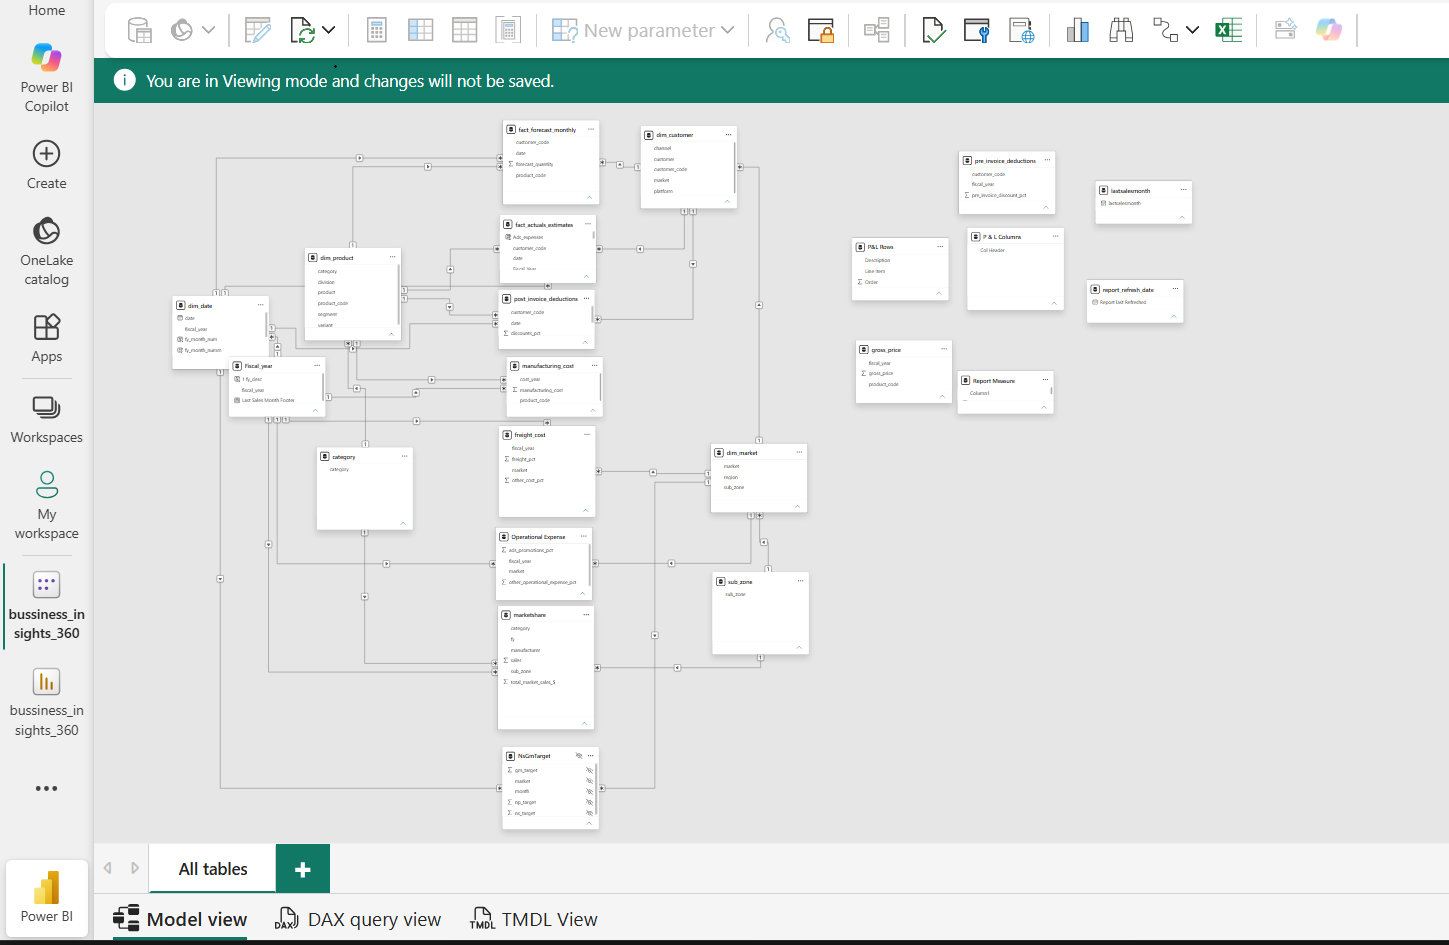 Home
Power BI
Copilot
Create
OneLake
catalog
Apps
Workspaces
My
workspace
bussiness_in
sights_360
bussiness_in
sights_360
Power BI
New parameter
You are in Viewing mode and changes will not be saved.
fact_forecast_monthly
customer_code
date
forecast_quantity
product_code
dim_customer
channel
customer
customer_code
market
platform
fact_actuals_estimates
Ads_expenses
customer_code
date
dim_product
category
division
product
product_code
segment
variant
post_invoice_deductions
customer_code
date
discounts_pct
dim_date
date
fiscal_year
fy_month_num
Fiscal_year
fy_desc
fiscal_year
Last Sales Month Footer
manufacturing_cost
cost_year
manufacturing_cost
product_code
category
category
freight_cost
fiscal_year
freight_pct
market
other_cost_pct
dim_market
market
region
sub_zone
Operational Expense
ads_promotions_pct
fiscal_year
market
other_operational_expense_pct
sub_zone
sub_zone
marketshare
category
fy
manufacturer
sales
sub_zone
total_market_sales_$
NsGmTarget
gm_target
market
month
np_target
ns_target
pre_invoice_deductions
customer_code
fiscal_year
pre_invoice_discount_pct
lastsalesmonth
lastsalesmonth
P&L Rows
Description
Line Item
Order
P & L Columns
Col Header
report_refresh_date
Report last Refreshed
gross_price
fiscal_year
gross_price
product_code
Report Measure
Column1
All tables
Model view
DAX query view
TMDL View